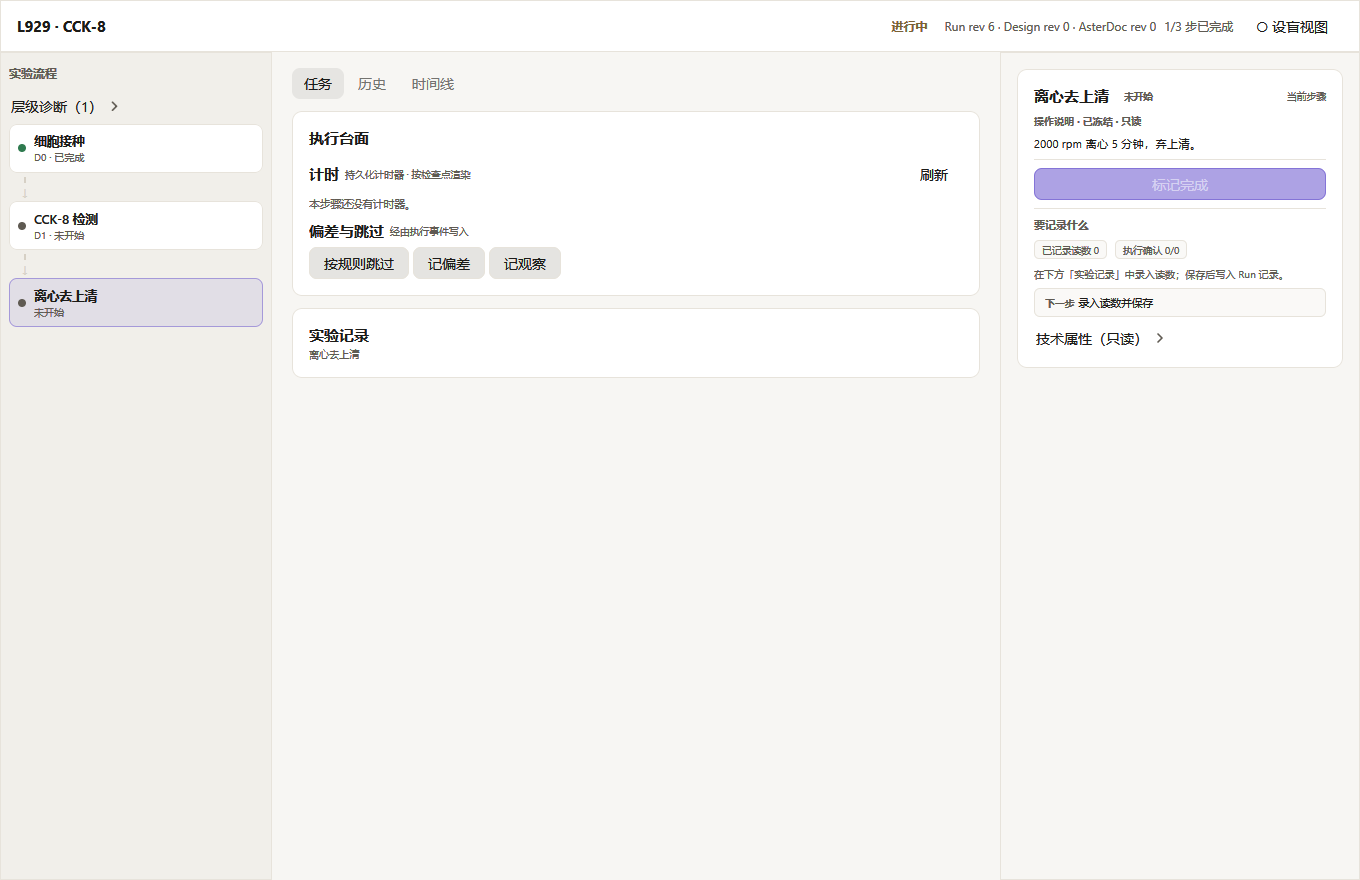 L929 · CCK-8
进行中 Run rev 6 · Design rev 0 · AsterDoc rev 0 1/3 步已完成 设盲视图
实验流程
层级诊断（1）
细胞接种
D0 · 已完成
CCK-8 检测
D1 · 未开始
离心去上清
未开始
任务 历史 时间线
执行台面
计时 持久化计时器 · 按检查点渲染 刷新
本步骤还没有计时器。
偏差与跳过 经由执行事件写入
按规则跳过 记偏差 记观察
实验记录
离心去上清
离心去上清 未开始 当前步骤
操作说明 · 已冻结 · 只读
2000 rpm 离心 5 分钟，弃上清。
标记完成
要记录什么
已记录读数 0 执行确认 0/0
在下方「实验记录」中录入读数；保存后写入 Run 记录。
下一步 录入读数并保存
技术属性（只读）